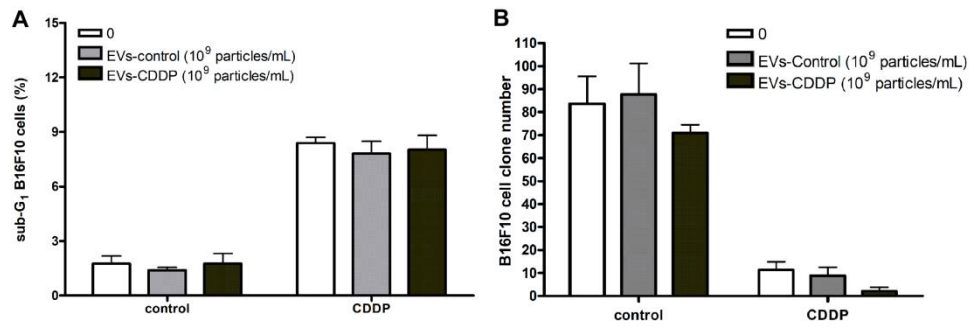 A
15
12
9
6
3
0
sub-G₁ B16F10 cells (%)
0
EVs-control (10⁹ particles/mL)
EVs-CDDP (10⁹ particles/mL)
control
CDDP
B
0
EVs-Control (10⁹ particles/mL)
EVs-CDDP (10⁹ particles/mL)
110
100
90
80
70
60
50
40
30
20
10
0
B16F10 cell clone number
control
CDDP